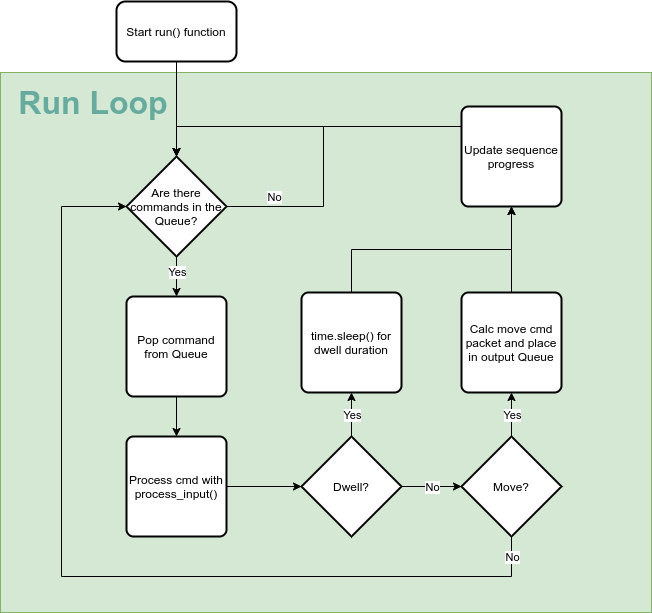 Start run() function
Run Loop
Update sequence
progress
Are there
commands in the
Queue?
No
Yes
Pop command
from Queue
time.sleep() for
dwell duration
Calc move cmd
packet and place
in output Queue
Yes
Yes
Process cmd with
process_input()
Dwell?
No
Move?
No